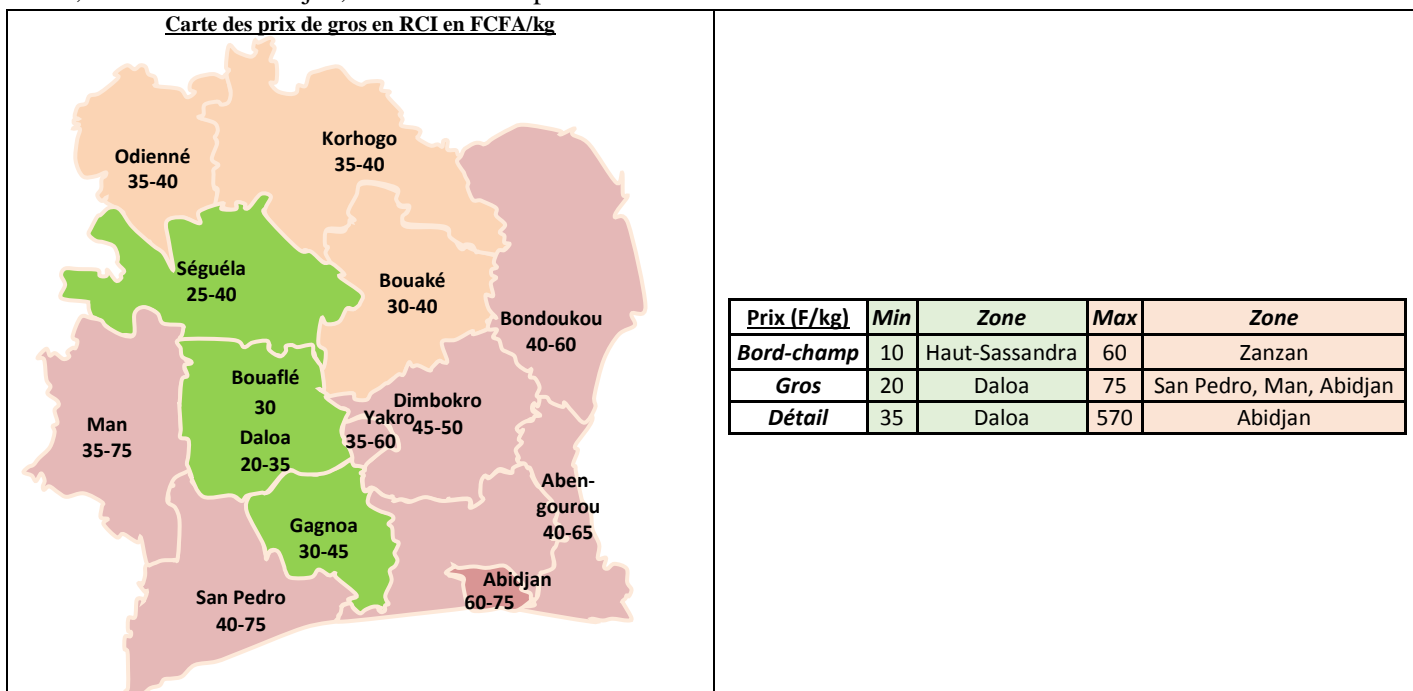 Carte des prix de gros en RCI en FCFA/kg
Odienné
35-40
Korhogo
35-40
Séguéla
25-40
Bouaké
30-40
Bondoukou
40-60
Bouaflé
30
Man
35-75
Daloa
20-35
Yakro
35-60
Dimbokro
45-50
Aben-
gourou
40-65
Gagnoa
30-45
Abidjan
60-75
San Pedro
40-75
Prix (F/kg) Min Zone Max Zone
Bord-champ 10 Haut-Sassandra 60 Zanzan
Gros 20 Daloa 75 San Pedro, Man, Abidjan
Détail 35 Daloa 570 Abidjan